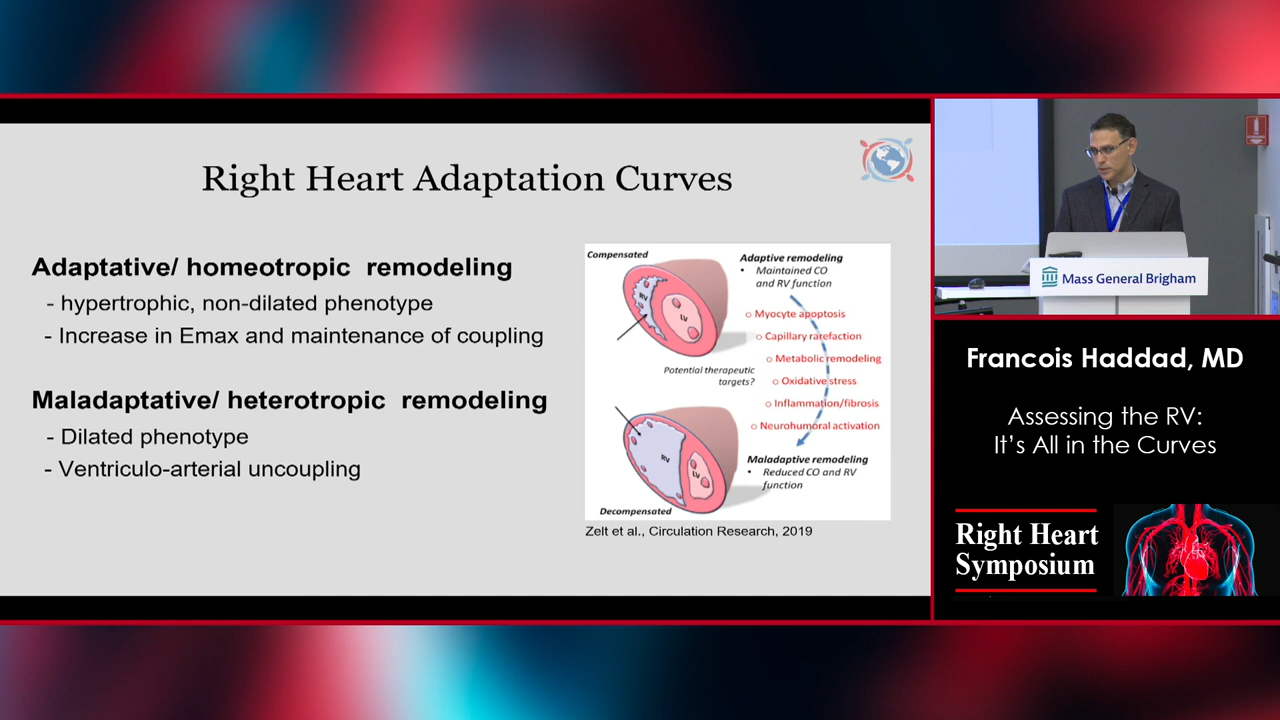 Right Heart Adaptation Curves
Adaptative/ homeotropic remodeling
- hypertrophic, non-dilated phenotype
- Increase in Emax and maintenance of coupling
Maladaptative/ heterotropic remodeling
- Dilated phenotype
- Ventriculo-arterial uncoupling
Compensated
RV
LV
Adaptive remodeling
• Maintained CO
and RV function
○ Myocyte apoptosis
○ Capillary rarefaction
○ Metabolic remodeling
○ Oxidative stress
○ Inflammation/fibrosis
○ Neurohumoral activation
Potential therapeutic
targets?
RV
LV
Maladaptive remodeling
• Reduced CO and RV
function
Decompensated
Zelt et al., Circulation Research, 2019
Mass General Brigham
Francois Haddad, MD
Assessing the RV:
It's All in the Curves
Right Heart
Symposium